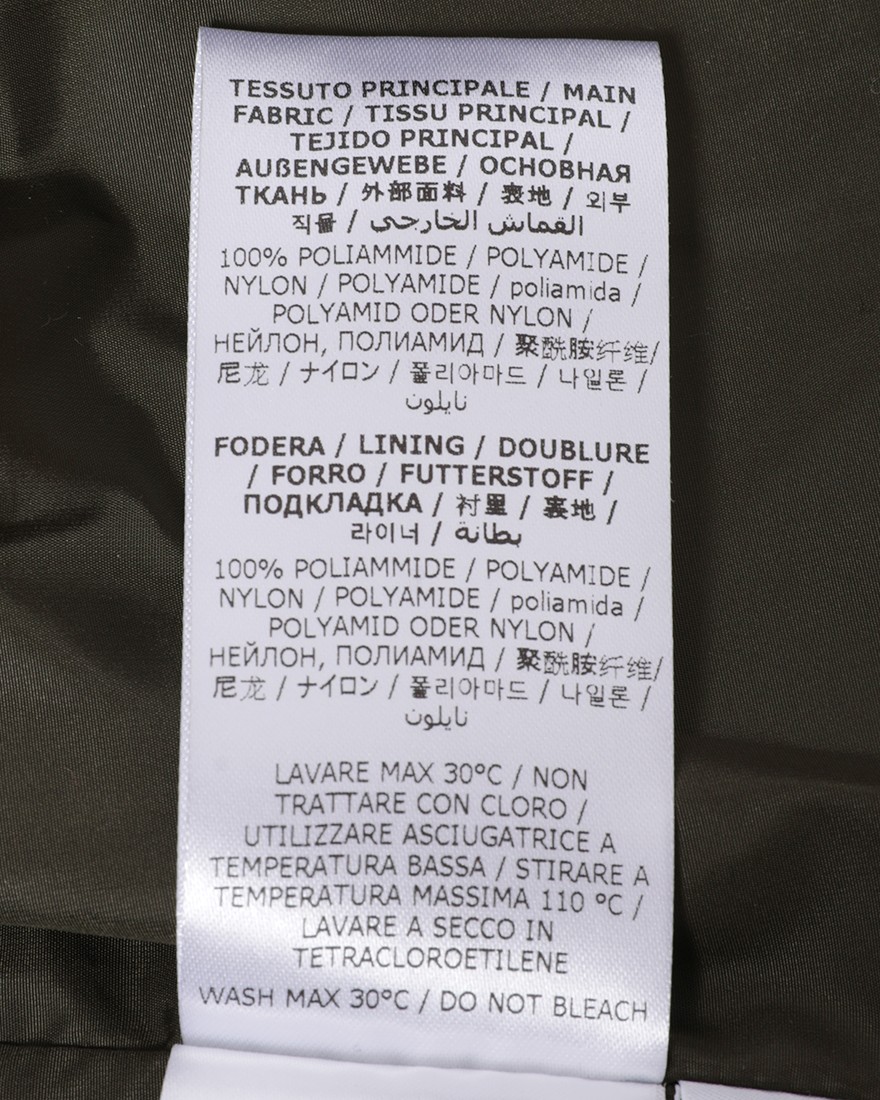 TESSUTO PRINCIPALE / MAIN
FABRIC / TISSU PRINCIPAL /
TEJIDO PRINCIPAL /
AUßENGEWEBE / ОСНОВНАЯ
ТКАНЬ / 外部面料 / 表地 / 외부
직물 / القماش الخارجي
100% POLIAMMIDE / POLYAMIDE /
NYLON / POLYAMIDE / poliamida /
POLYAMID ODER NYLON /
НЕЙЛОН, ПОЛИАМИД / 聚酰胺纤维/
尼龙 / ナイロン / 폴리아마드 / 나일론 /
نايلون
FODERA / LINING / DOUBLURE
/ FORRO / FUTTERSTOFF /
ПОДКЛАДКА / 衬里 / 裏地 /
라이너 / بطانة
100% POLIAMMIDE / POLYAMIDE /
NYLON / POLYAMIDE / poliamida /
POLYAMID ODER NYLON /
НЕЙЛОН, ПОЛИАМИД / 聚酰胺纤维/
尼龙 / ナイロン / 폴리아마드 / 나일론 /
نايلون
LAVARE MAX 30°C / NON
TRATTARE CON CLORO /
UTILIZZARE ASCIUGATRICE A
TEMPERATURA BASSA / STIRARE A
TEMPERATURA MASSIMA 110 °C /
LAVARE A SECCO IN
TETRACLOROETILENE
WASH MAX 30°C / DO NOT BLEACH